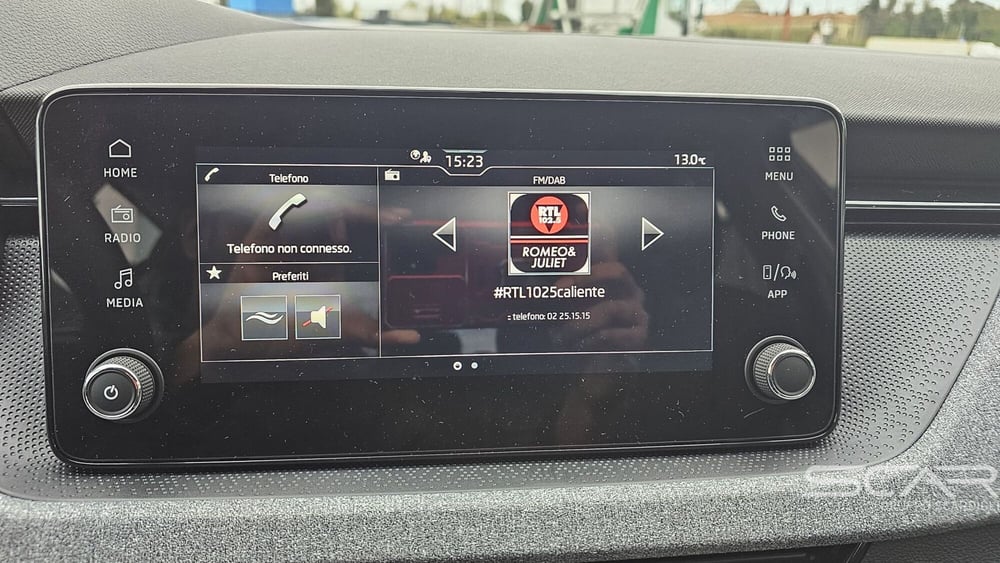 HOME
RADIO
MEDIA
15:23
13.0°C
Telefono
Telefono non connesso.
Preferiti
FM/DAB
RTL
102.5
ROMEO&
JULIET
#RTL1025caliente
: telefono: 02 25.15.15
MENU
PHONE
APP
SCAR